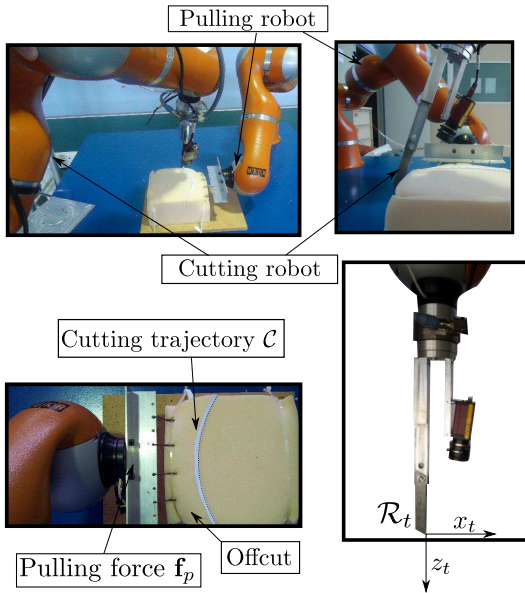 Pulling robot
Cutting robot
Cutting trajectory 𝒞
Offcut
Pulling force f_p
ℛ_t
x_t
z_t